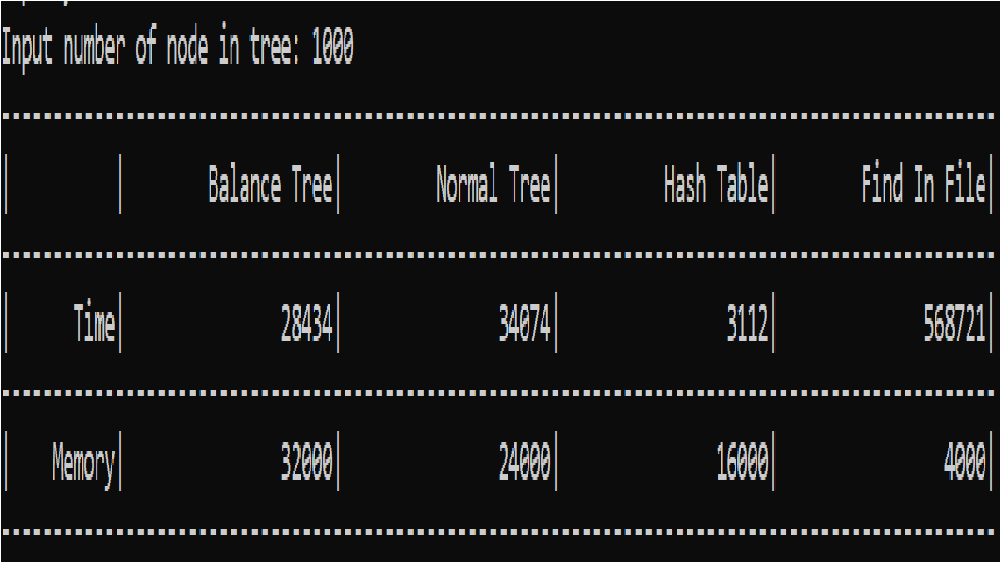 Input number of node in tree: 1000
------------------------------------------------------------------------------------------------
|          |        Balance Tree|         Normal Tree|          Hash Table|        Find In File|
------------------------------------------------------------------------------------------------
|      Time|               28434|               34074|                3112|              568721|
------------------------------------------------------------------------------------------------
|    Memory|               32000|               24000|               16000|                4000|
------------------------------------------------------------------------------------------------